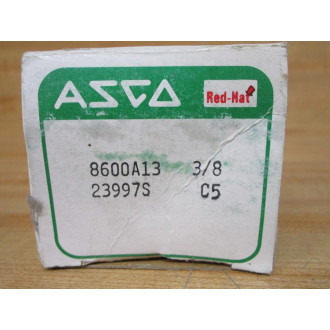 ASCO
Red-Hat
8600A13 3/8
23997S C5